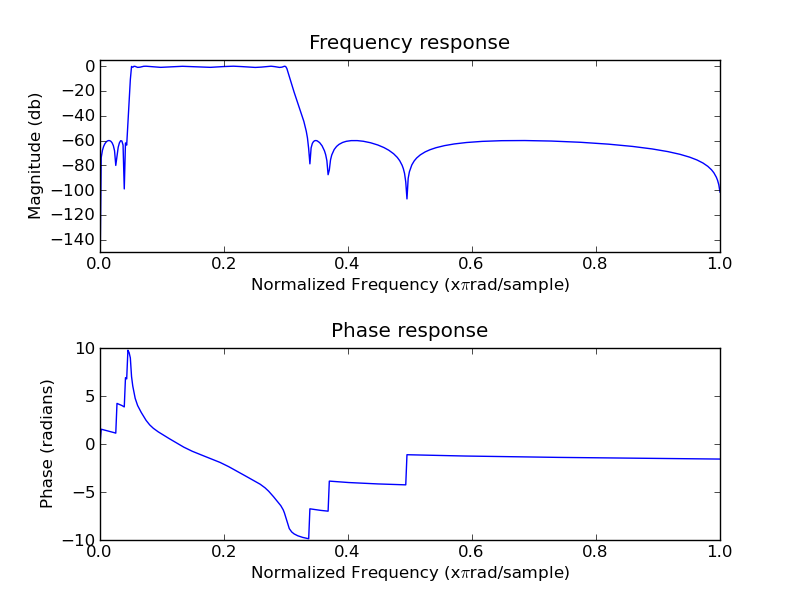 Frequency response
Magnitude (db)
0
−20
−40
−60
−80
−100
−120
−140
0.0 0.2 0.4 0.6 0.8 1.0
Normalized Frequency (xπrad/sample)
Phase response
Phase (radians)
10
5
0
−5
−10
0.0 0.2 0.4 0.6 0.8 1.0
Normalized Frequency (xπrad/sample)